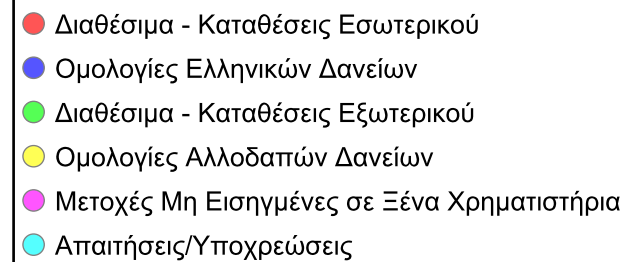 Διαθέσιμα - Καταθέσεις Εσωτερικού
Ομολογίες Ελληνικών Δανείων
Διαθέσιμα - Καταθέσεις Εξωτερικού
Ομολογίες Αλλοδαπών Δανείων
Μετοχές Μη Εισηγμένες σε Ξένα Χρηματιστήρια
Απαιτήσεις/Υποχρεώσεις